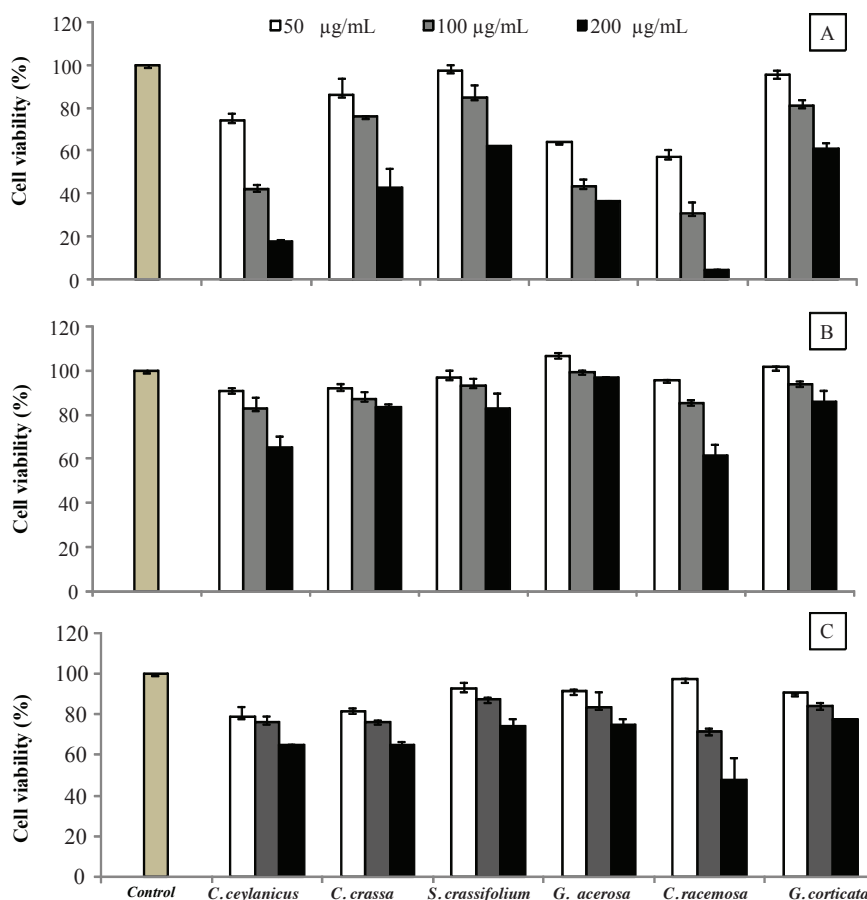 50 µg/mL 100 µg/mL 200 µg/mL
A
Cell viability (%)
120
100
80
60
40
20
0
B
Cell viability (%)
120
100
80
60
40
20
0
C
Cell viability (%)
120
100
80
60
40
20
0
Control C.ceylanicus C. crassa S. crassifolium G. acerosa C.racemosa G.corticata